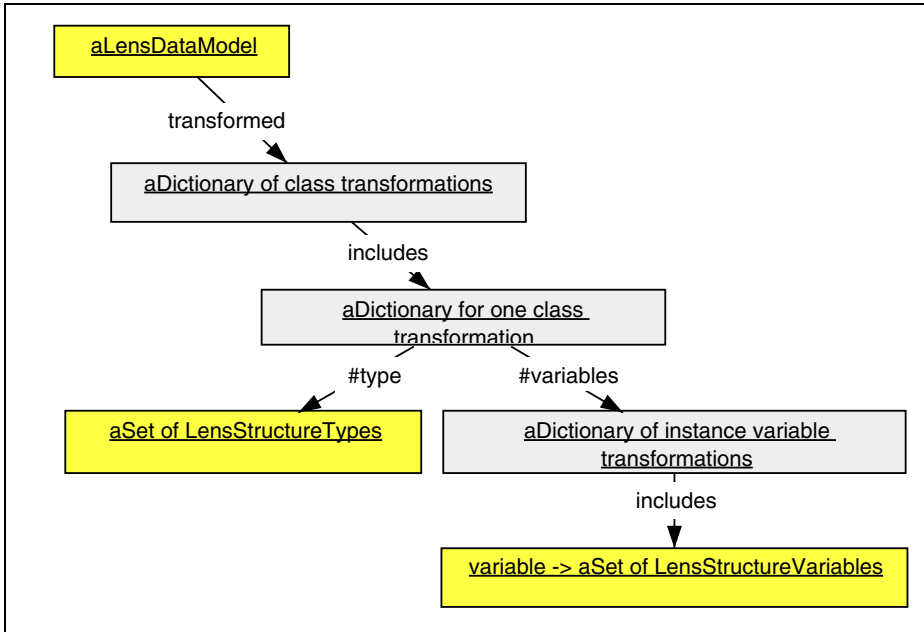 aLensDataModel
transformed
aDictionary of class transformations
includes
aDictionary for one class
transformation
#type
#variables
aSet of LensStructureTypes
aDictionary of instance variable
transformations
includes
variable -> aSet of LensStructureVariables